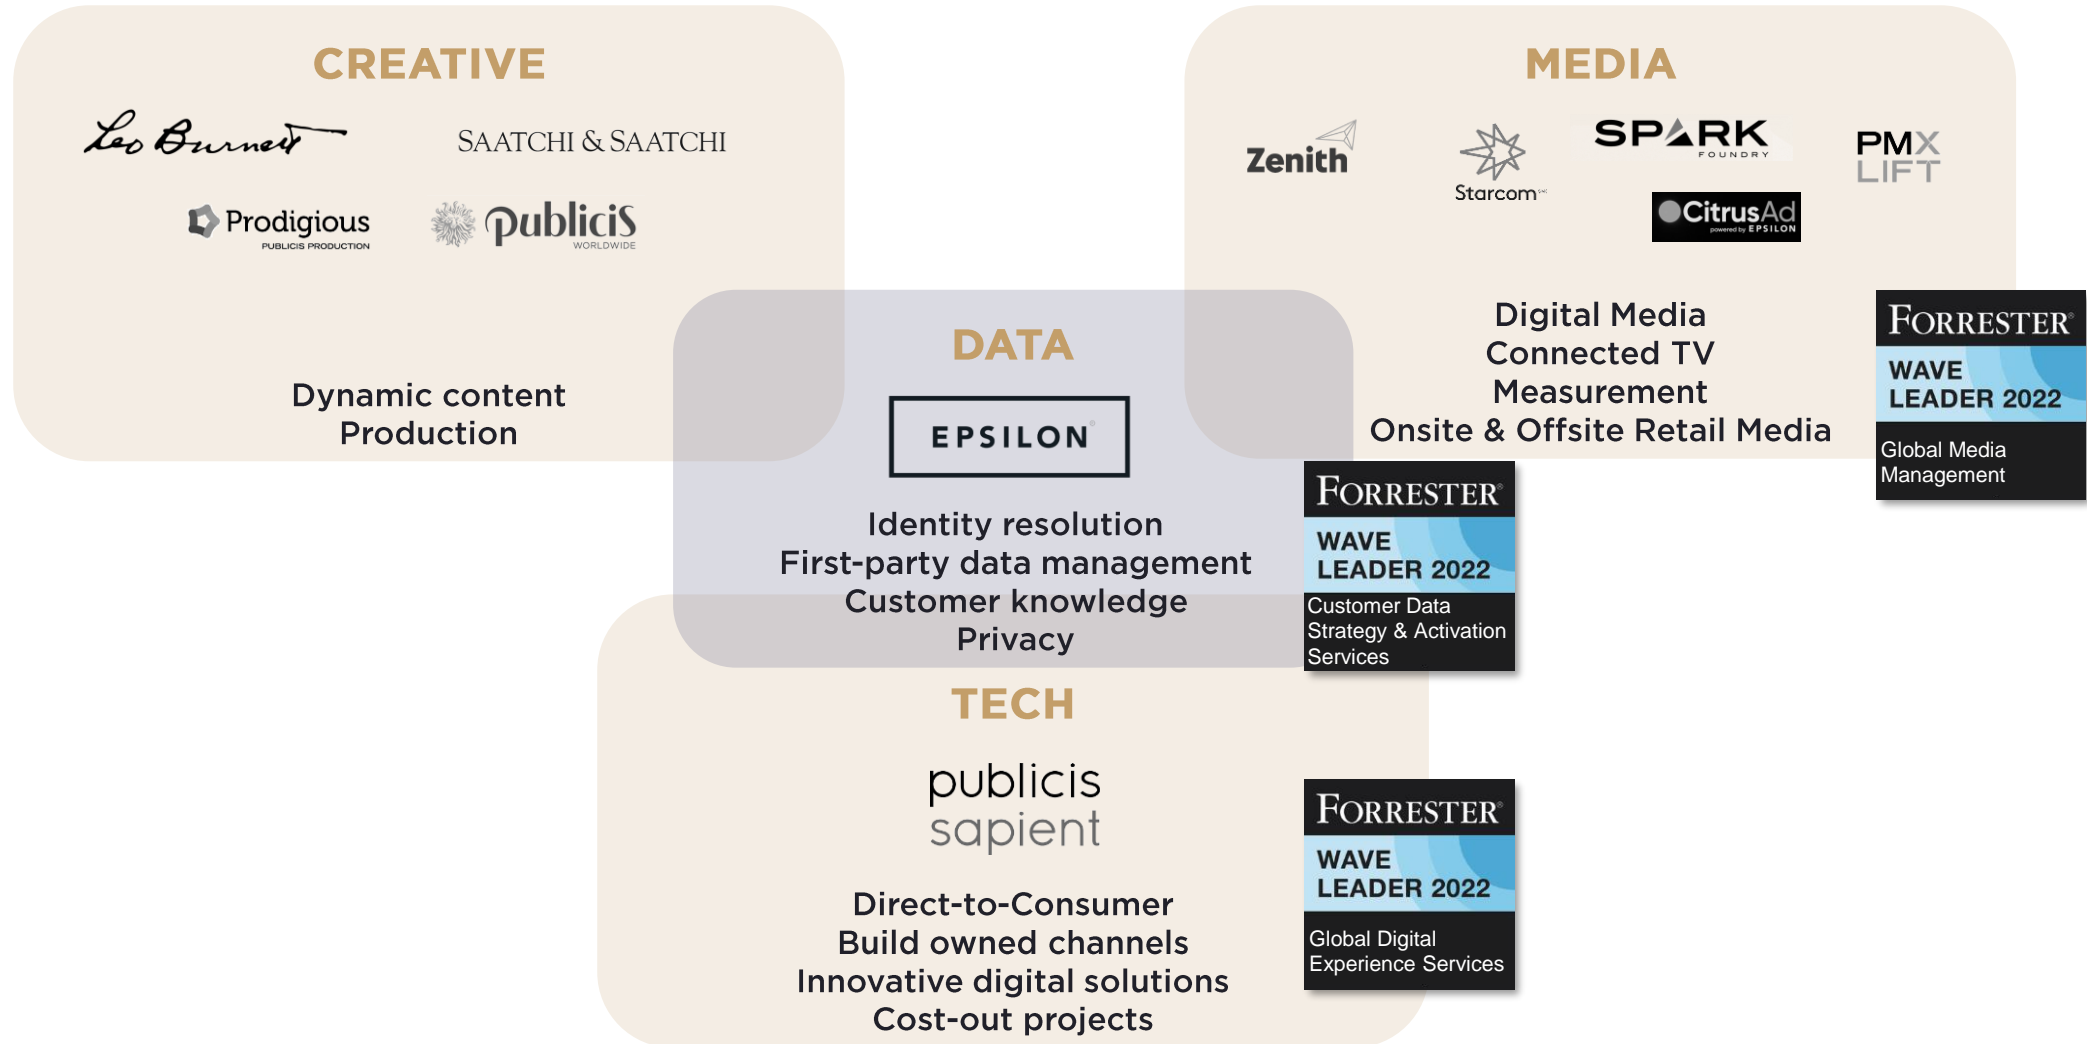 CREATIVE
Leo Burnett
SAATCHI & SAATCHI
Prodigious
PUBLICIS PRODUCTION
publicis
WORLDWIDE
Dynamic content
Production
MEDIA
Zenith
Starcom
SPARK
FOUNDRY
PMX
LIFT
CitrusAd
powered by EPSILON
Digital Media
Connected TV
Measurement
Onsite & Offsite Retail Media
FORRESTER®
WAVE
LEADER 2022
Global Media
Management
DATA
EPSILON®
Identity resolution
First-party data management
Customer knowledge
Privacy
FORRESTER®
WAVE
LEADER 2022
Customer Data
Strategy & Activation
Services
TECH
publicis
sapient
Direct-to-Consumer
Build owned channels
Innovative digital solutions
Cost-out projects
FORRESTER®
WAVE
LEADER 2022
Global Digital
Experience Services